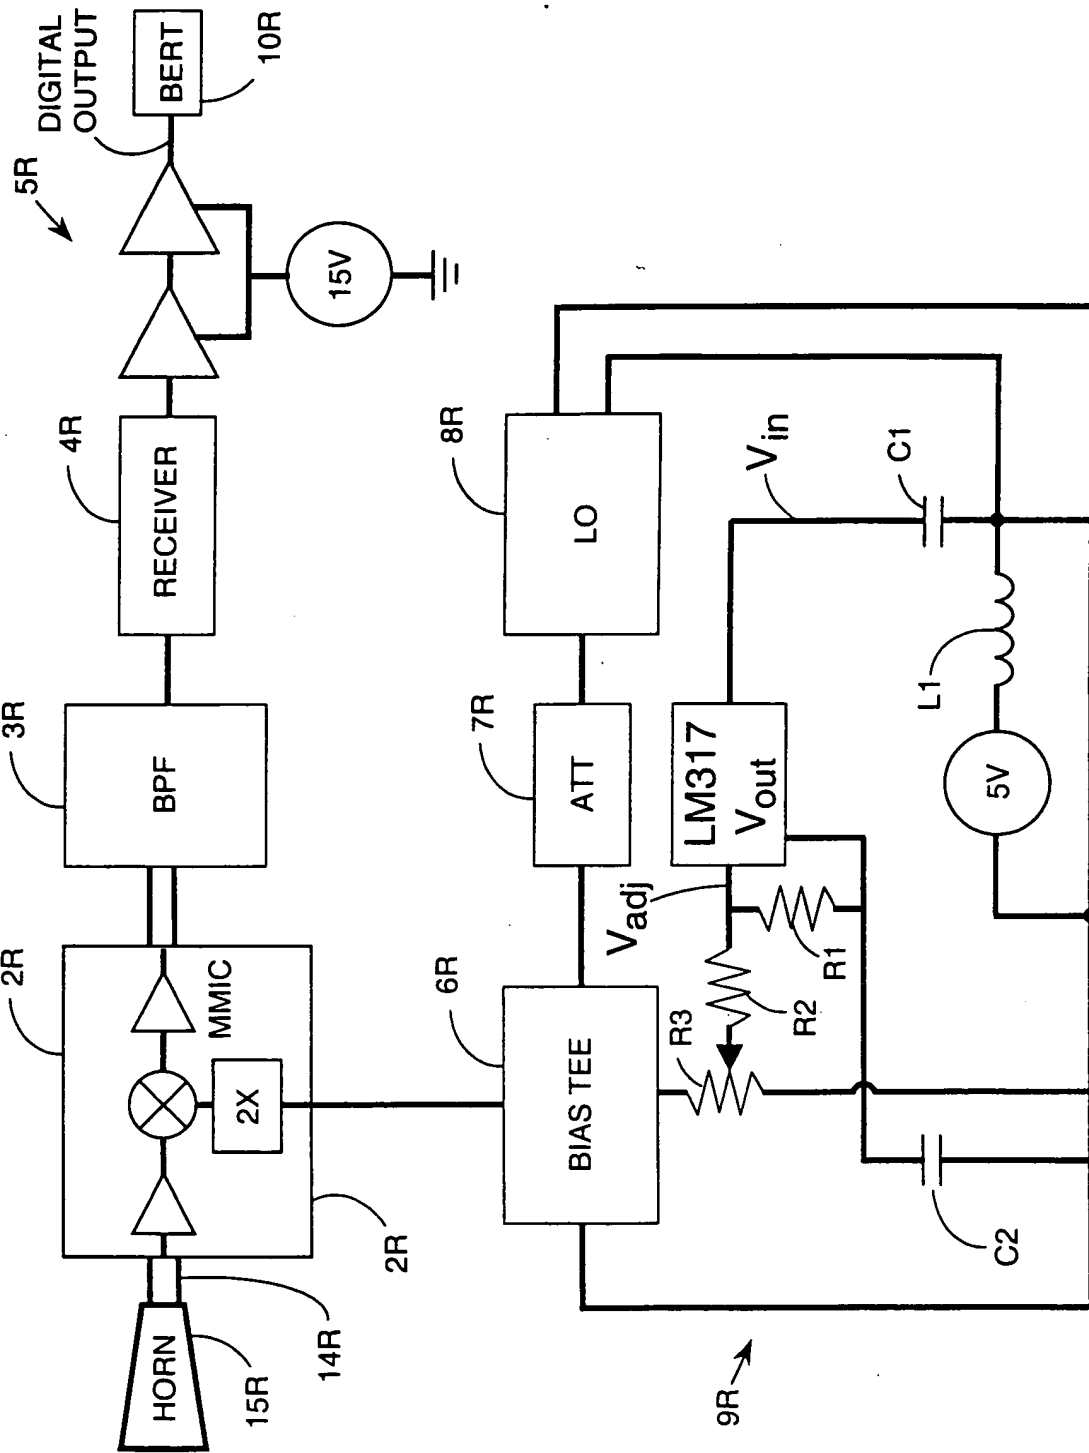 HORN
15R
14R
2R
2R
MMIC
2X
3R
BPF
4R
RECEIVER
5R
DIGITAL
OUTPUT
BERT
10R
15V
6R
BIAS TEE
7R
ATT
8R
LO
9R
R3
R2
R1
Vadj
LM317
Vout
Vin
C1
C2
L1
5V